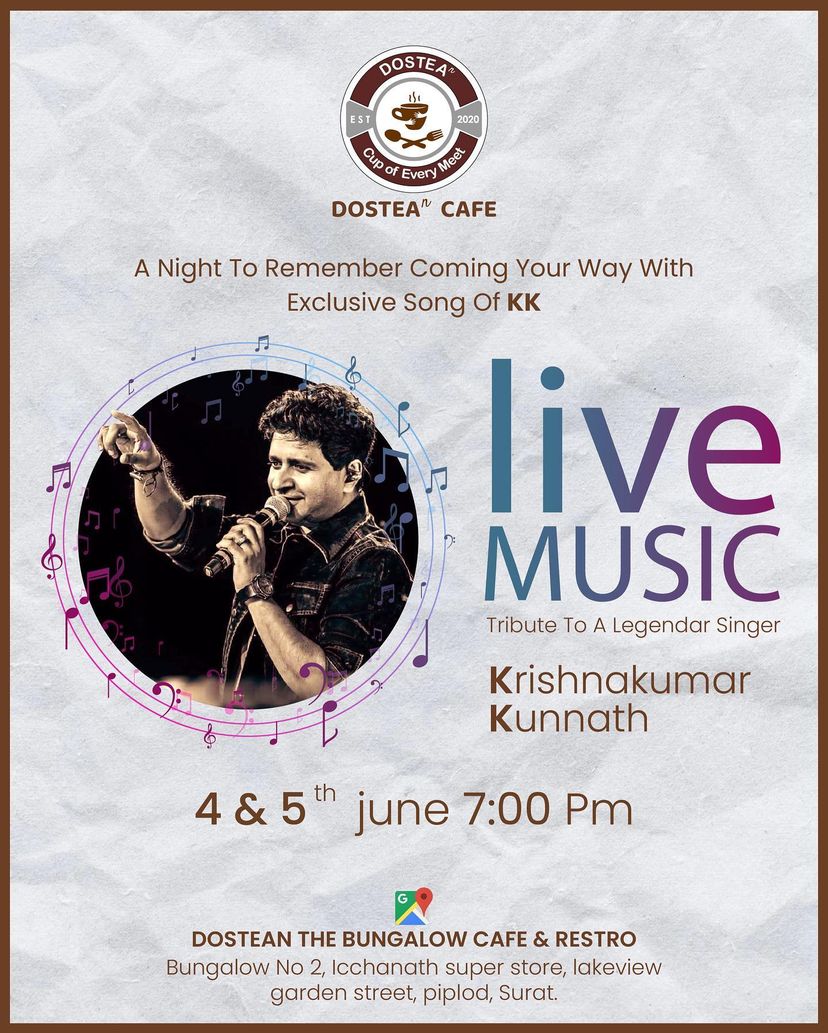 DOSTEAn
EST 2020
Cup of Every Meet
DOSTEAn CAFE
A Night To Remember Coming Your Way With
Exclusive Song Of KK
live
MUSIC
Tribute To A Legendar Singer
Krishnakumar
Kunnath
4 & 5th june 7:00 Pm
G
DOSTEAN THE BUNGALOW CAFE & RESTRO
Bungalow No 2, Icchanath super store, lakeview
garden street, piplod, Surat.